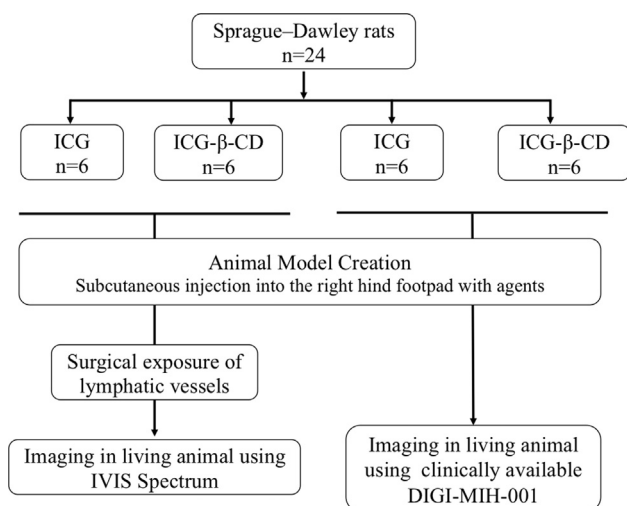 Sprague–Dawley rats
n=24
ICG
n=6
ICG-β-CD
n=6
ICG
n=6
ICG-β-CD
n=6
Animal Model Creation
Subcutaneous injection into the right hind footpad with agents
Surgical exposure of
lymphatic vessels
Imaging in living animal using
IVIS Spectrum
Imaging in living animal
using clinically available
DIGI-MIH-001